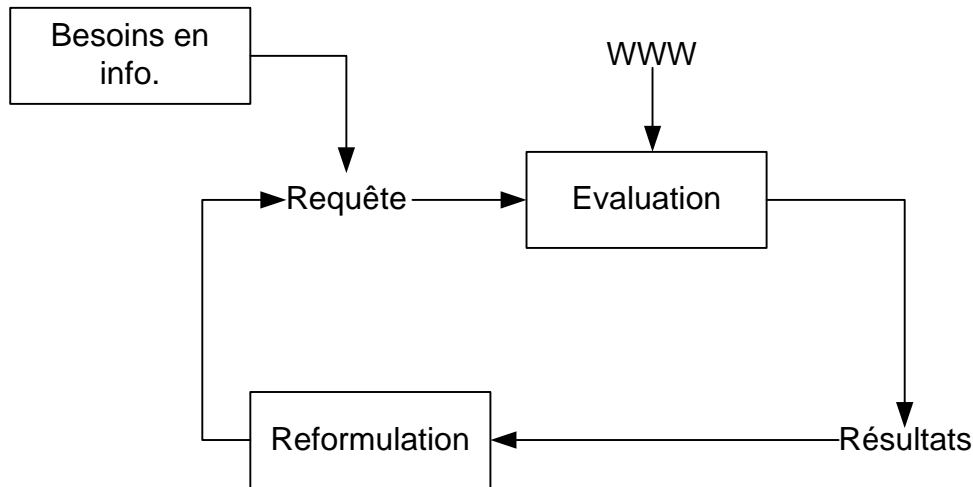 Besoins en
info.
WWW
Requête
Evaluation
Reformulation
Résultats